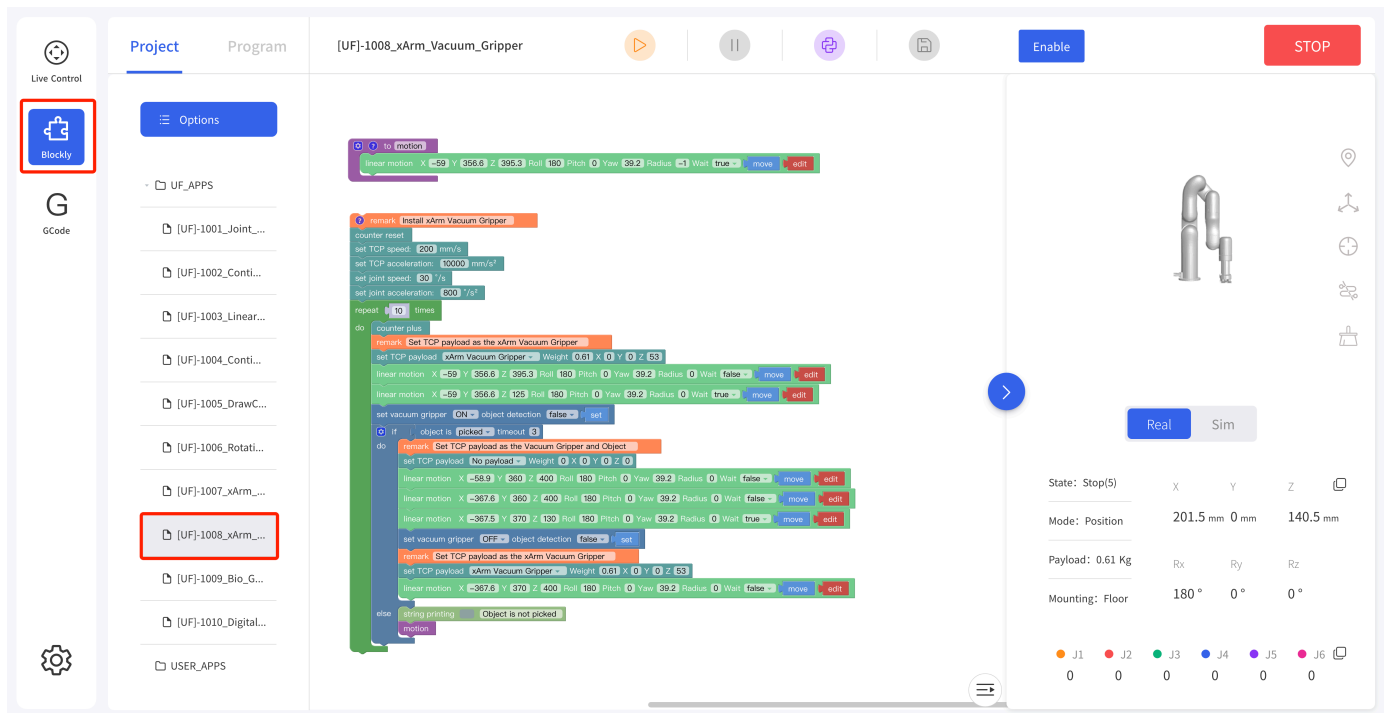 Live Control
Blockly
GCode
Project Program
Options
UF_APPS
[UF]-1001_Joint_...
[UF]-1002_Conti...
[UF]-1003_Linear...
[UF]-1004_Conti...
[UF]-1005_DrawC...
[UF]-1006_Rotati...
[UF]-1007_xArm_...
[UF]-1008_xArm_...
[UF]-1009_Bio_G...
[UF]-1010_Digital...
USER_APPS
[UF]-1008_xArm_Vacuum_Gripper
Enable
STOP
to motion
linear motion X -59 Y 356.6 Z 395.3 Roll 180 Pitch 0 Yaw 39.2 Radius -1 Wait true move edit
remark Install xArm Vacuum Gripper
counter reset
set TCP speed: 200 mm/s
set TCP acceleration: 10000 mm/s²
set joint speed: 30 °/s
set joint acceleration: 800 °/s²
repeat 10 times
do counter plus
remark Set TCP payload as the xArm Vacuum Gripper
set TCP payload xArm Vacuum Gripper Weight 0.61 X 0 Y 0 Z 53
linear motion X -59 Y 356.6 Z 395.3 Roll 180 Pitch 0 Yaw 39.2 Radius 0 Wait false move edit
linear motion X -59 Y 356.6 Z 125 Roll 180 Pitch 0 Yaw 39.2 Radius 0 Wait true move edit
set vacuum gripper ON object detection false set
if object is picked timeout 3
do remark Set TCP payload as the Vacuum Gripper and Object
set TCP payload No payload Weight 0 X 0 Y 0 Z 0
linear motion X -58.9 Y 360 Z 400 Roll 180 Pitch 0 Yaw 39.2 Radius 0 Wait false move edit
linear motion X -367.6 Y 360 Z 400 Roll 180 Pitch 0 Yaw 39.2 Radius 0 Wait false move edit
linear motion X -367.5 Y 370 Z 130 Roll 180 Pitch 0 Yaw 39.2 Radius 0 Wait true move edit
set vacuum gripper OFF object detection false set
remark Set TCP payload as the xArm Vacuum Gripper
set TCP payload xArm Vacuum Gripper Weight 0.61 X 0 Y 0 Z 53
linear motion X -367.6 Y 370 Z 400 Roll 180 Pitch 0 Yaw 39.2 Radius 0 Wait false move edit
else string printing Object is not picked
motion
Real Sim
State: Stop(5)
Mode: Position
Payload: 0.61 Kg
Mounting: Floor
X Y Z
201.5 mm 0 mm 140.5 mm
Rx Ry Rz
180 ° 0 ° 0 °
J1 J2 J3 J4 J5 J6
0 0 0 0 0 0